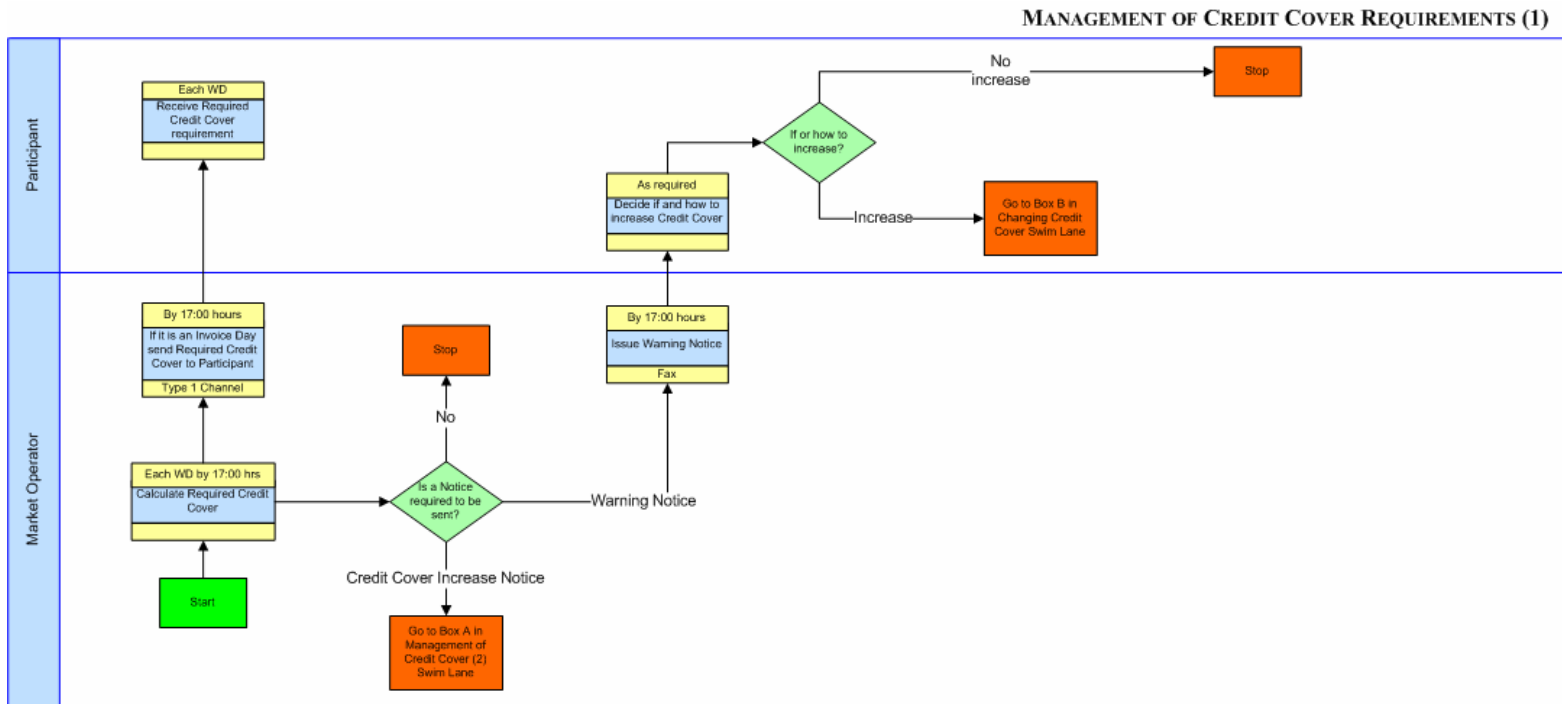 MANAGEMENT OF CREDIT COVER REQUIREMENTS (1)
Participant
Each WD
Receive Required
Credit Cover
requirement
No
increase
Stop
If or how to
increase?
As required
Decide if and how to
increase Credit Cover
Increase
Go to Box B in
Changing Credit
Cover Swim Lane
Market Operator
By 17:00 hours
If it is an Invoice Day
send Required Credit
Cover to Participant
Type 1 Channel
Stop
By 17:00 hours
Issue Warning Notice
Fax
No
Each WD by 17:00 hrs
Calculate Required Credit
Cover
Is a Notice
required to be
sent?
Warning Notice
Credit Cover Increase Notice
Start
Go to Box A in
Management of
Credit Cover (2)
Swim Lane